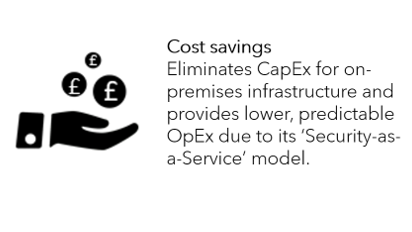 £
£ £
Cost savings
Eliminates CapEx for on-
premises infrastructure and
provides lower, predictable
OpEx due to its ‘Security-as-
a-Service’ model.